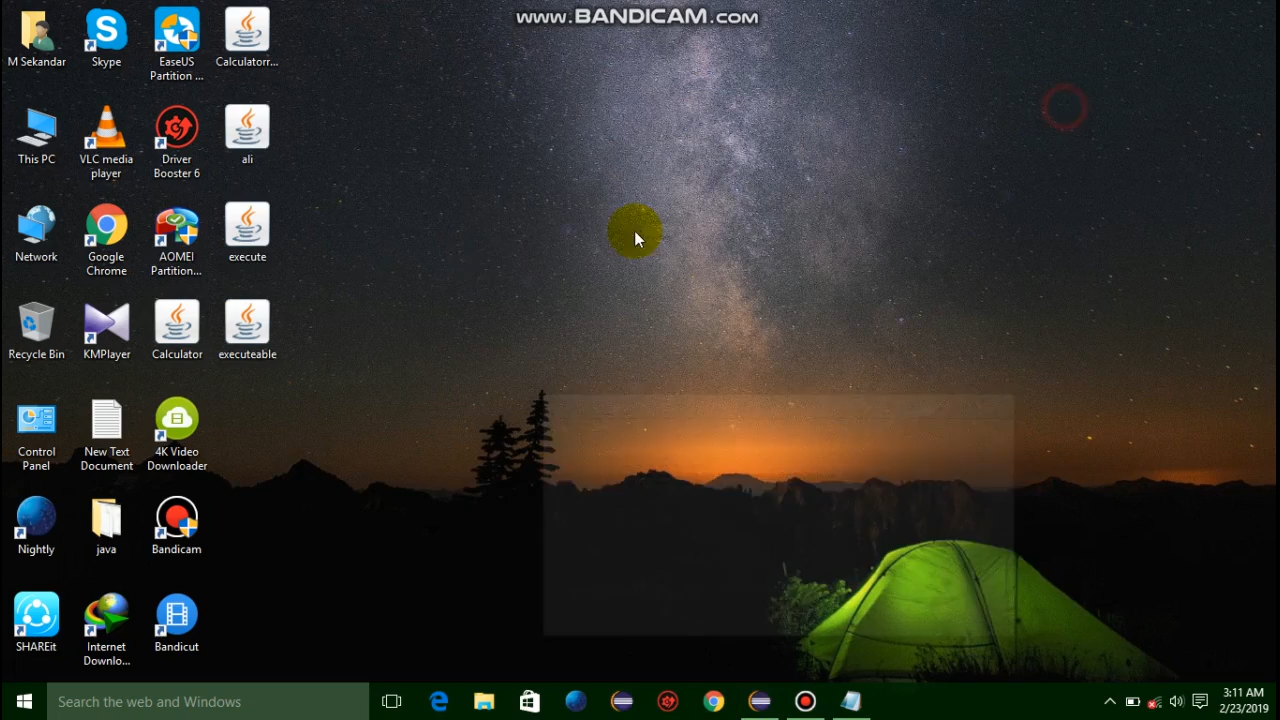 www.BANDICAM.com
M Sekandar
Skype
EaseUS
Partition ...
Calculatorr...
This PC
VLC media
player
Driver
Booster 6
ali
Network
Google
Chrome
AOMEI
Partition...
execute
Recycle Bin
KMPlayer
Calculator
executeable
Control
Panel
New Text
Document
4K Video
Downloader
Nightly
java
Bandicam
SHAREit
Internet
Downlo...
Bandicut
Search the web and Windows
3:11 AM
2/23/2019